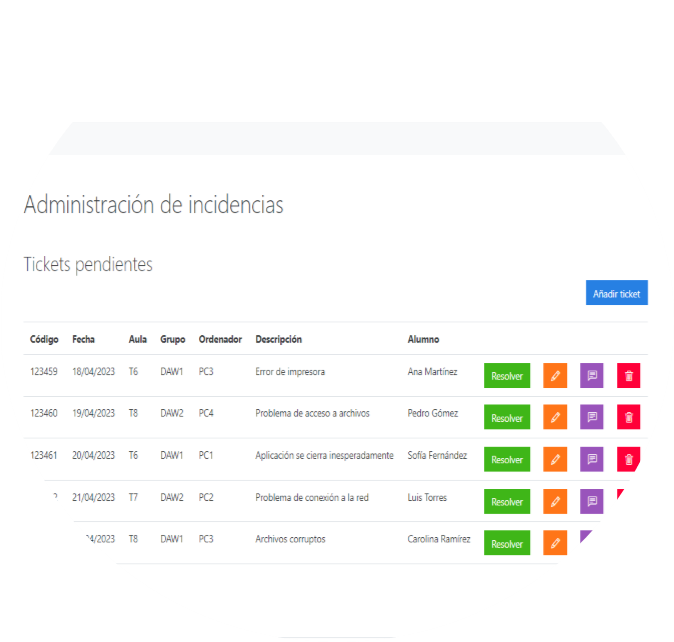 Administración de incidencias
Tickets pendientes
Añadir ticket
Código Fecha Aula Grupo Ordenador Descripción Alumno
123459 18/04/2023 T6 DAW1 PC3 Error de impresora Ana Martínez Resolver
123460 19/04/2023 T8 DAW2 PC4 Problema de acceso a archivos Pedro Gómez Resolver
123461 20/04/2023 T6 DAW1 PC1 Aplicación se cierra inesperadamente Sofía Fernández Resolver
21/04/2023 T7 DAW2 PC2 Problema de conexión a la red Luis Torres Resolver
4/2023 T8 DAW1 PC3 Archivos corruptos Carolina Ramírez Resolver